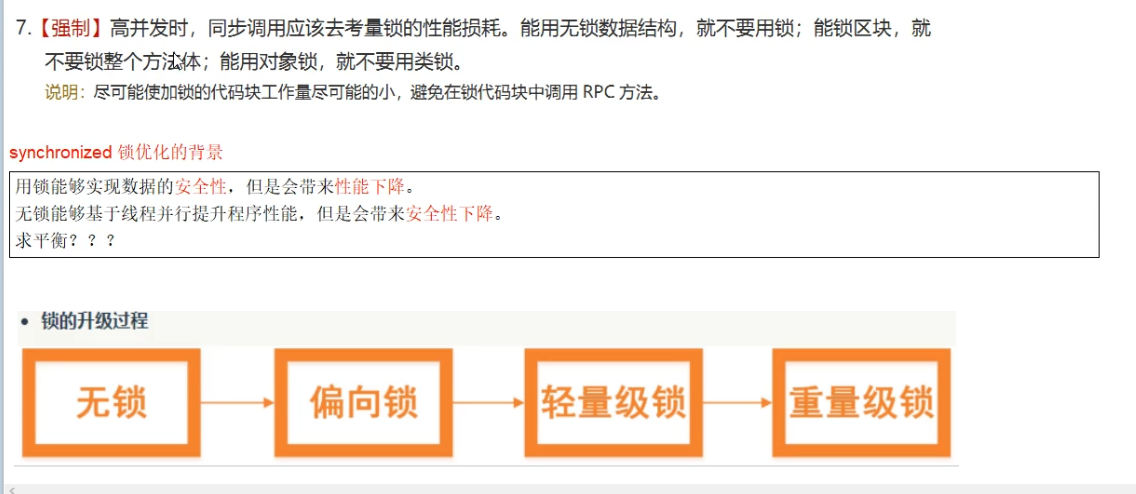 7.【强制】高并发时，同步调用应该去考量锁的性能损耗。能用无锁数据结构，就不要用锁；能锁区块，就
不要锁整个方法体；能用对象锁，就不要用类锁。
说明：尽可能使加锁的代码块工作量尽可能的小，避免在锁代码块中调用 RPC 方法。
synchronized 锁优化的背景
用锁能够实现数据的安全性，但是会带来性能下降。
无锁能够基于线程并行提升程序性能，但是会带来安全性下降。
求平衡？？？
• 锁的升级过程
无锁 偏向锁 轻量级锁 重量级锁